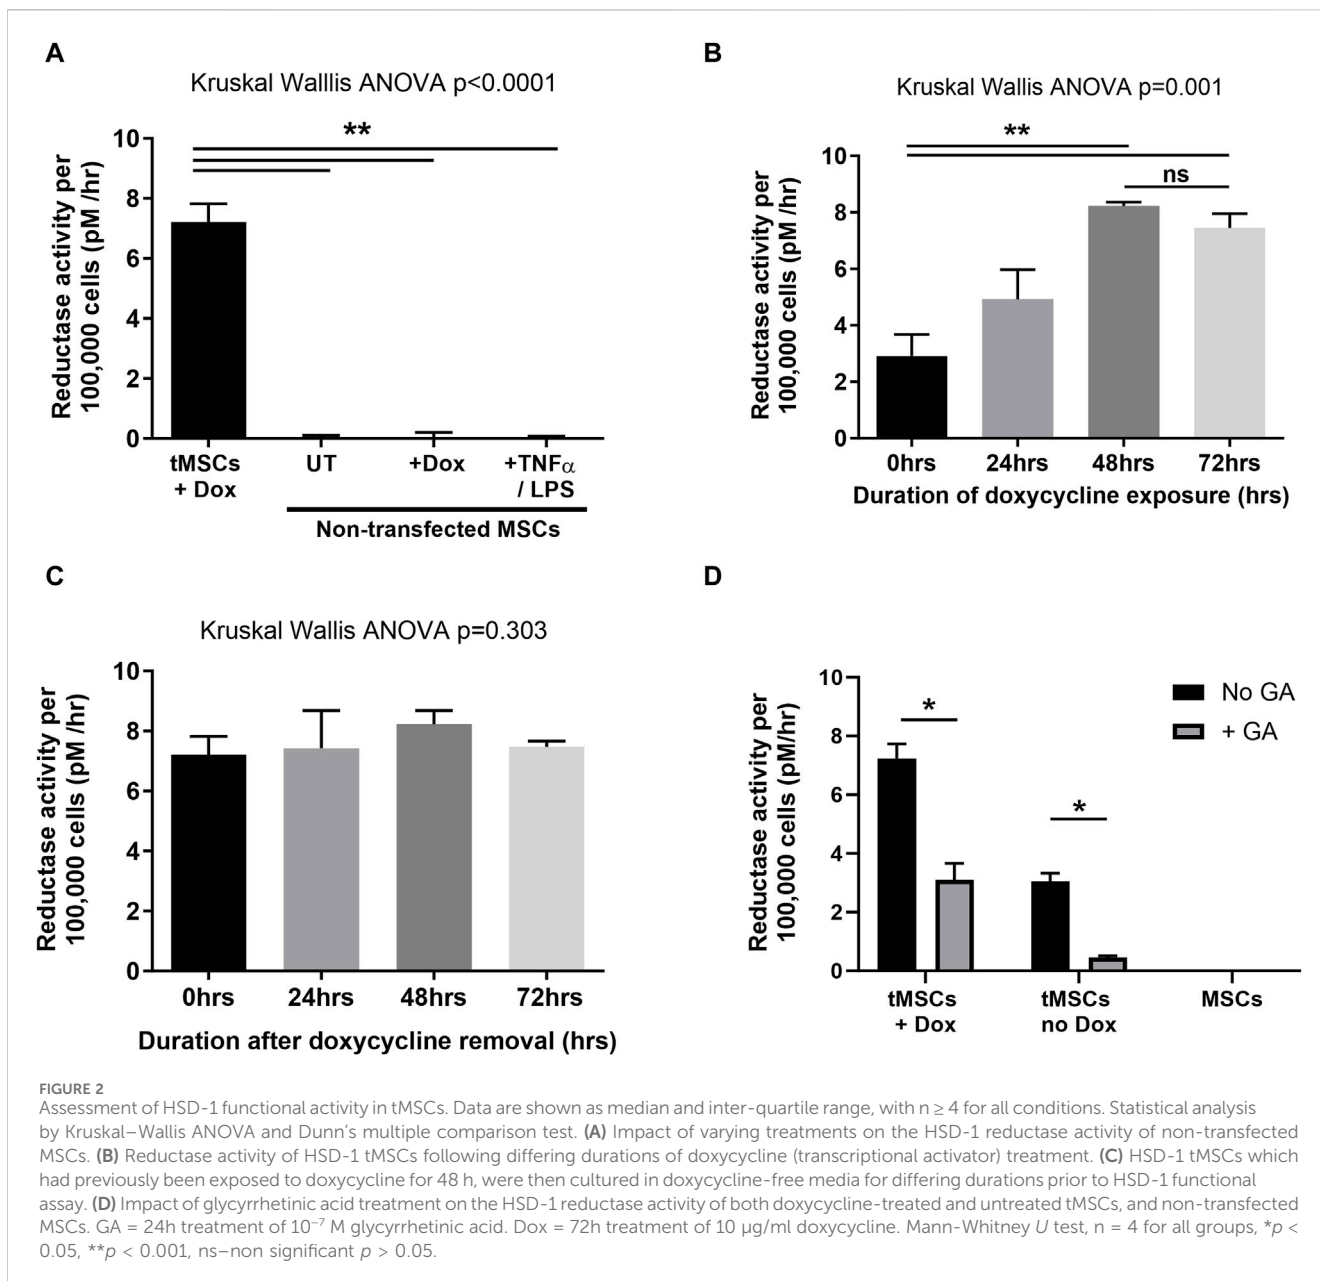 A
Kruskal Walllis ANOVA p<0.0001
**
Reductase activity per
100,000 cells (pM /hr)
10
8
6
4
2
0
tMSCs
+ Dox
UT
+Dox
+TNFα
/ LPS
Non-transfected MSCs
B
Kruskal Wallis ANOVA p=0.001
**
ns
Reductase activity per
100,000 cells (pM /hr)
10
8
6
4
2
0
0hrs 24hrs 48hrs 72hrs
Duration of doxycycline exposure (hrs)
C
Kruskal Wallis ANOVA p=0.303
Reductase activity per
100,000 cells (pM /hr)
10
8
6
4
2
0
0hrs 24hrs 48hrs 72hrs
Duration after doxycycline removal (hrs)
D
No GA
+ GA
*
*
Reductase activity per
100,000 cells (pM/hr)
10
8
6
4
2
0
tMSCs
+ Dox
tMSCs
no Dox
MSCs
FIGURE 2
Assessment of HSD-1 functional activity in tMSCs. Data are shown as median and inter-quartile range, with n ≥ 4 for all conditions. Statistical analysis
by Kruskal–Wallis ANOVA and Dunn's multiple comparison test. (A) Impact of varying treatments on the HSD-1 reductase activity of non-transfected
MSCs. (B) Reductase activity of HSD-1 tMSCs following differing durations of doxycycline (transcriptional activator) treatment. (C) HSD-1 tMSCs which
had previously been exposed to doxycycline for 48 h, were then cultured in doxycycline-free media for differing durations prior to HSD-1 functional
assay. (D) Impact of glycyrrhetinic acid treatment on the HSD-1 reductase activity of both doxycycline-treated and untreated tMSCs, and non-transfected
MSCs. GA = 24h treatment of 10⁻⁷ M glycyrrhetinic acid. Dox = 72h treatment of 10 µg/ml doxycycline. Mann-Whitney U test, n = 4 for all groups, *p <
0.05, **p < 0.001, ns–non significant p > 0.05.